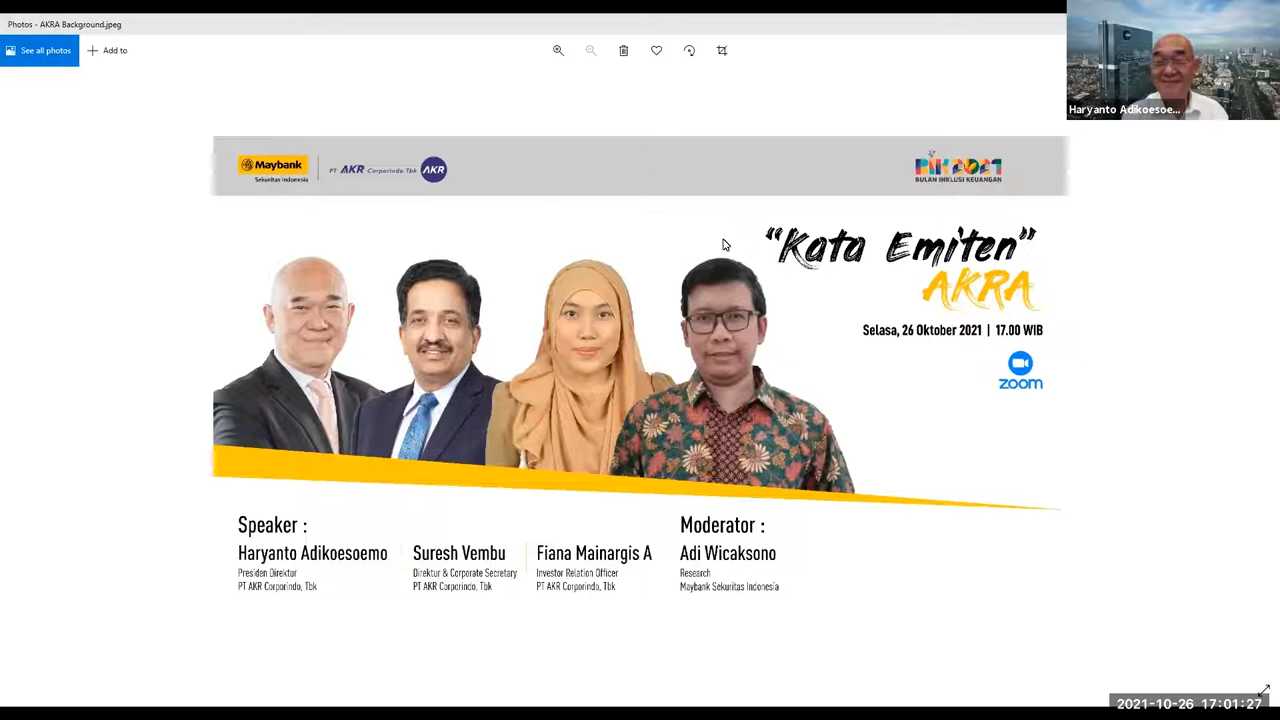 Photos - AKRA Background.jpeg
See all photos
Add to
Haryanto Adikoesoe...
Maybank
Sekuritas Indonesia
PT AKR Corporindo Tbk AKR
BULAN INKLUSI KEUANGAN
"Kata Emiten"
AKRA
Selasa, 26 Oktober 2021 | 17.00 WIB
zoom
Speaker :
Moderator :
Haryanto Adikoesoemo
Suresh Vembu
Fiana Mainargis A
Adi Wicaksono
Presiden Direktur
Direktur & Corporate Secretary
Investor Relation Officer
Research
PT AKR Corporindo, Tbk
PT AKR Corporindo, Tbk
PT AKR Corporindo, Tbk
Maybank Sekuritas Indonesia
2021-10-26 17:01:27